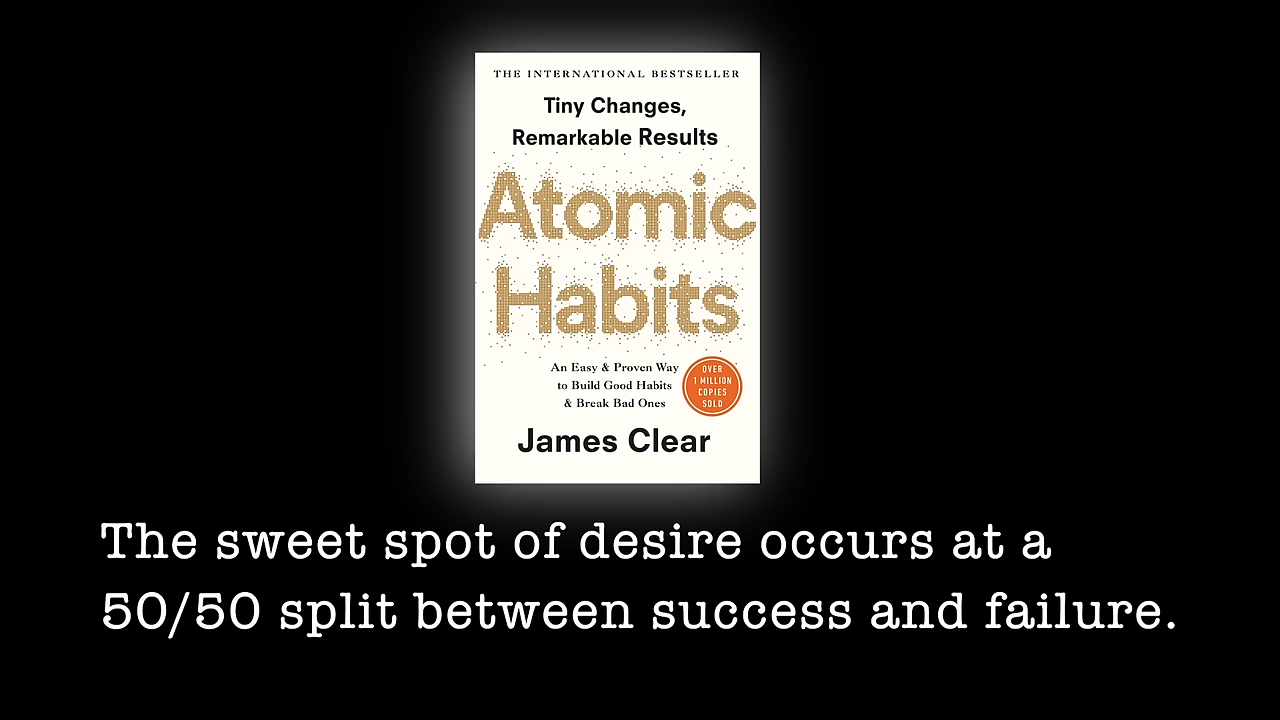 THE INTERNATIONAL BESTSELLER
Tiny Changes,
Remarkable Results
Atomic
Habits
An Easy & Proven Way
to Build Good Habits
& Break Bad Ones
OVER
1 MILLION
COPIES
SOLD
James Clear
The sweet spot of desire occurs at a
50/50 split between success and failure.